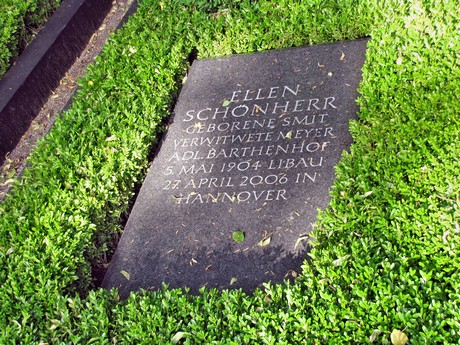 ELLEN
SCHÖNHERR
GEBORENE SMIT
VERWITWETE MEYER
ADL. BARTHENHOF
5. MAI 1904 LIBAU
27. APRIL 2006 IN
HANNOVER